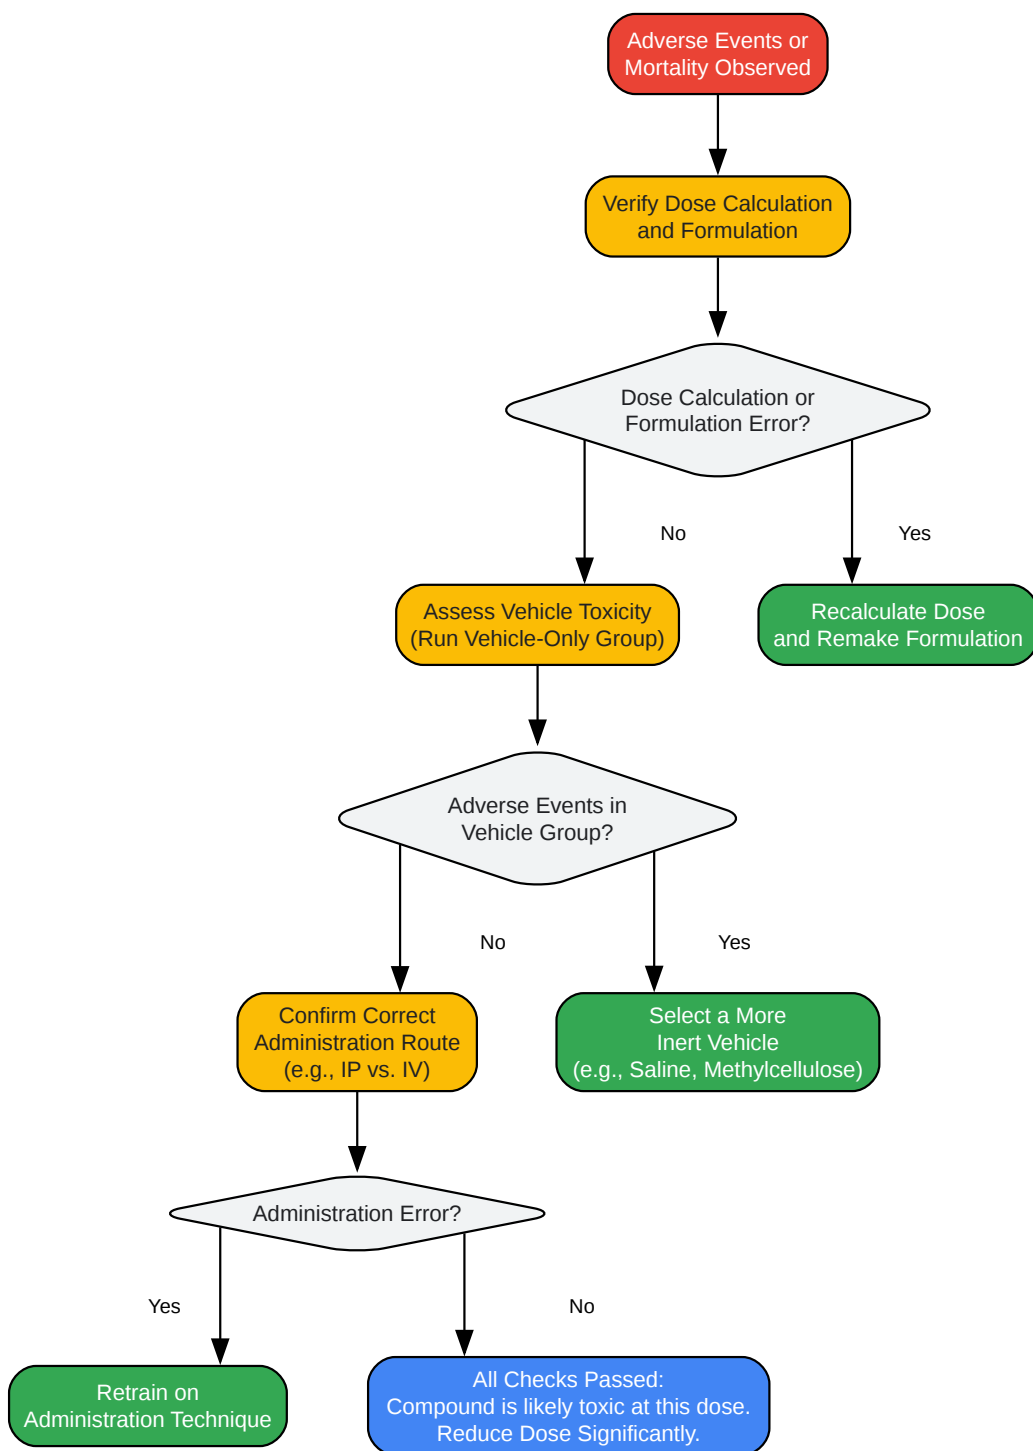 Adverse Events or
Mortality Observed
Verify Dose Calculation
and Formulation
Dose Calculation or
Formulation Error?
No
Yes
Assess Vehicle Toxicity
(Run Vehicle-Only Group)
Recalculate Dose
and Remake Formulation
Adverse Events in
Vehicle Group?
No
Yes
Confirm Correct
Administration Route
(e.g., IP vs. IV)
Select a More
Inert Vehicle
(e.g., Saline, Methylcellulose)
Administration Error?
Yes
No
Retrain on
Administration Technique
All Checks Passed:
Compound is likely toxic at this dose.
Reduce Dose Significantly.